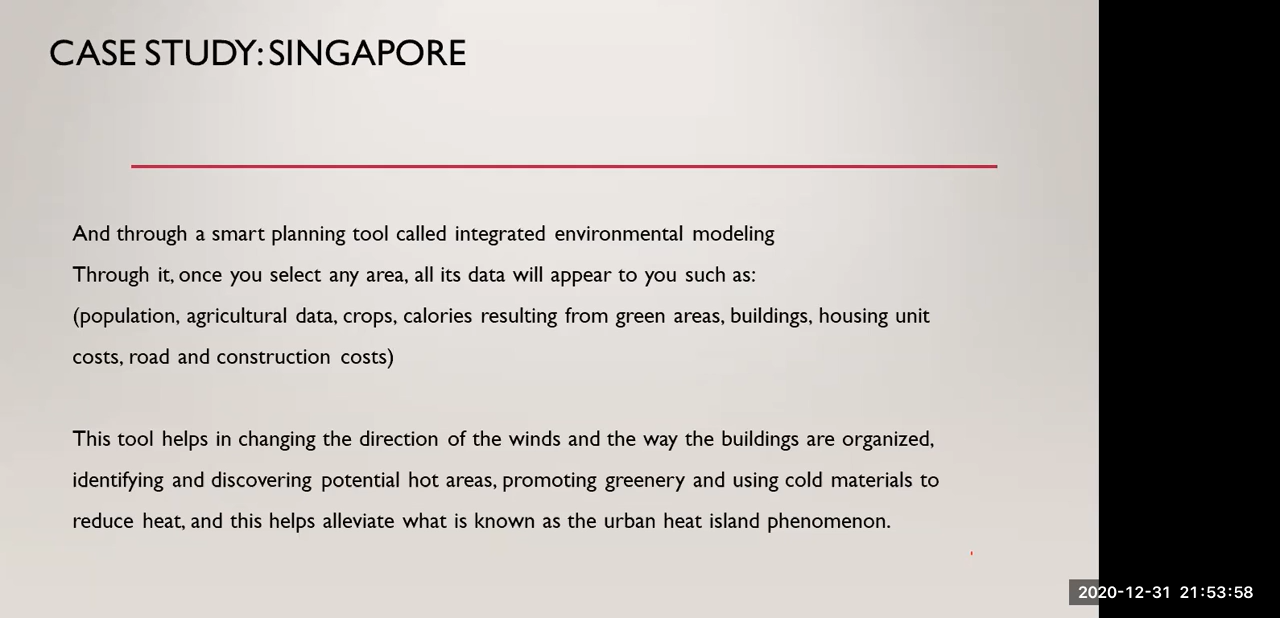 CASE STUDY: SINGAPORE
And through a smart planning tool called integrated environmental modeling
Through it, once you select any area, all its data will appear to you such as:
(population, agricultural data, crops, calories resulting from green areas, buildings, housing unit
costs, road and construction costs)
This tool helps in changing the direction of the winds and the way the buildings are organized,
identifying and discovering potential hot areas, promoting greenery and using cold materials to
reduce heat, and this helps alleviate what is known as the urban heat island phenomenon.
2020-12-31 21:53:58